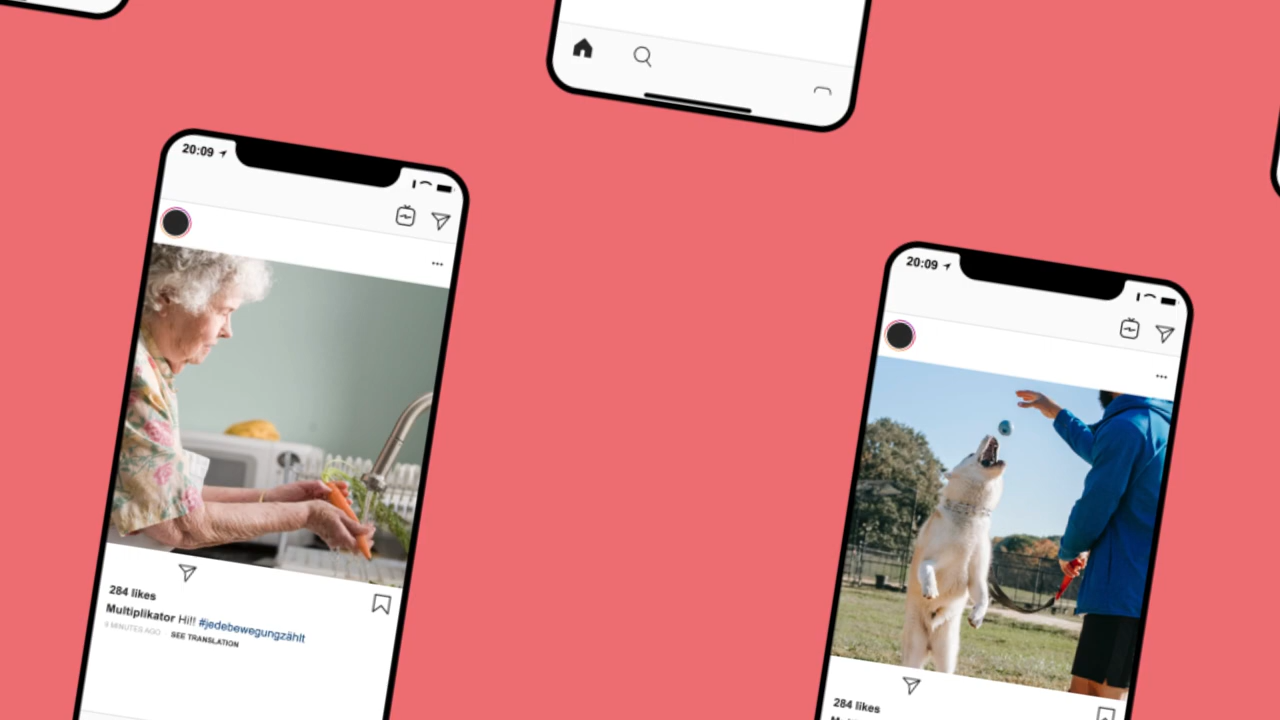 20:09
284 likes
Multiplikator Hi!! #jedebewegungzählt
9 MINUTES AGO SEE TRANSLATION
20:09
284 likes